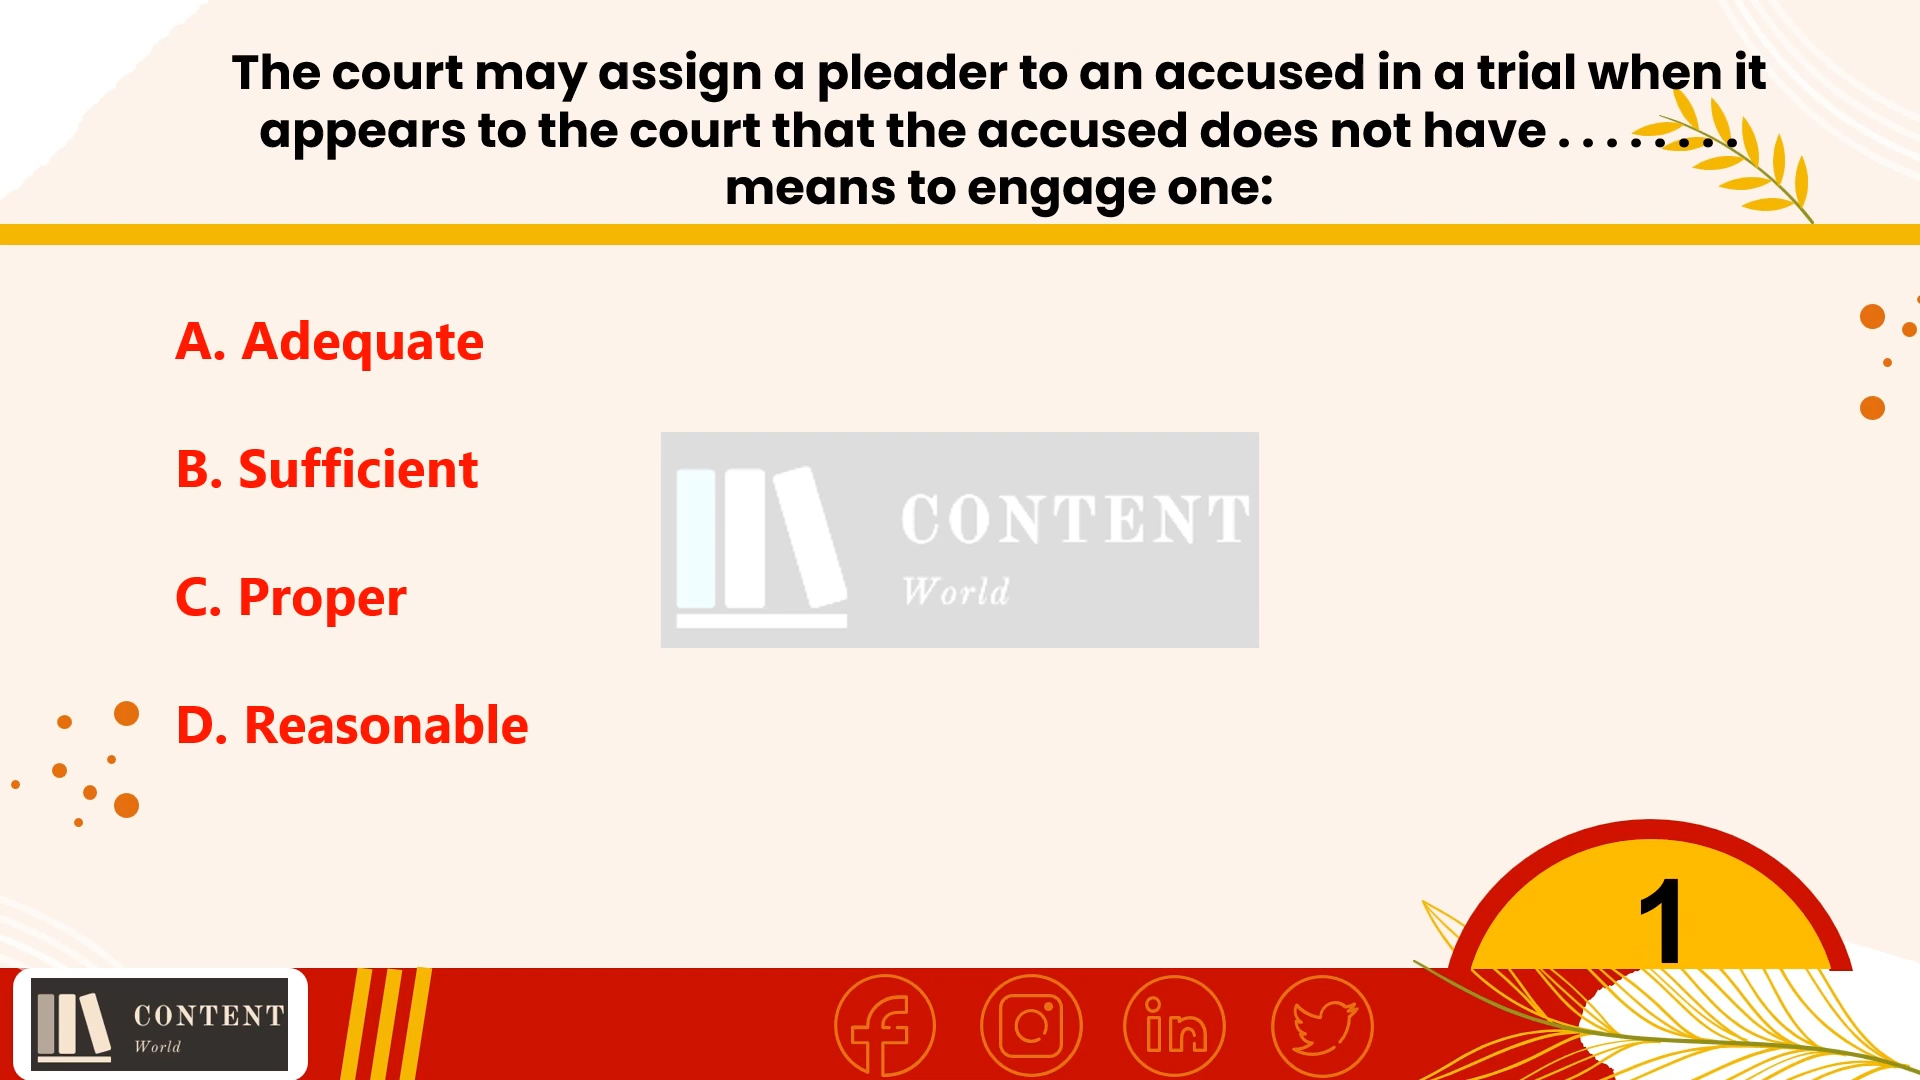 The court may assign a pleader to an accused in a trial when it
appears to the court that the accused does not have . . . . . . . .
means to engage one:
A. Adequate
B. Sufficient
C. Proper
D. Reasonable
CONTENT
World
1
CONTENT
World